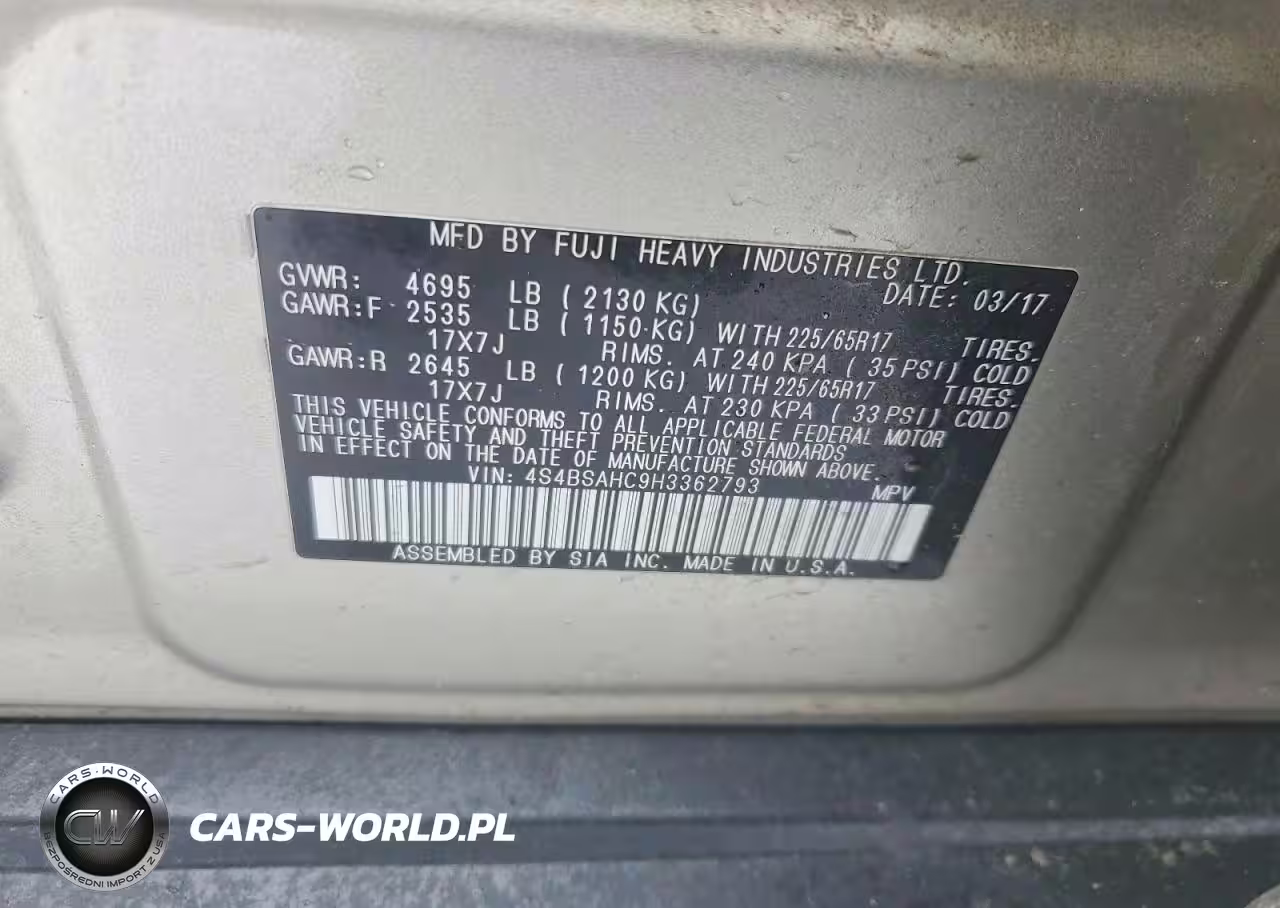 MFD BY FUJI HEAVY INDUSTRIES LTD.
DATE: 03/17
GVWR: 4695 LB ( 2130 KG)
GAWR:F 2535 LB ( 1150 KG) WITH 225/65R17 TIRES.
17X7J RIMS. AT 240 KPA ( 35 PSI) COLD
GAWR:R 2645 LB ( 1200 KG) WITH 225/65R17 TIRES.
17X7J RIMS. AT 230 KPA ( 33 PSI) COLD
THIS VEHICLE CONFORMS TO ALL APPLICABLE FEDERAL MOTOR
VEHICLE SAFETY AND THEFT PREVENTION STANDARDS
IN EFFECT ON THE DATE OF MANUFACTURE SHOWN ABOVE.
VIN: 4S4BSAHC9H3362793 MPV
ASSEMBLED BY SIA INC. MADE IN U.S.A.
CARS-WORLD
CW
BEZPOŚREDNI IMPORT Z USA
CARS-WORLD.PL